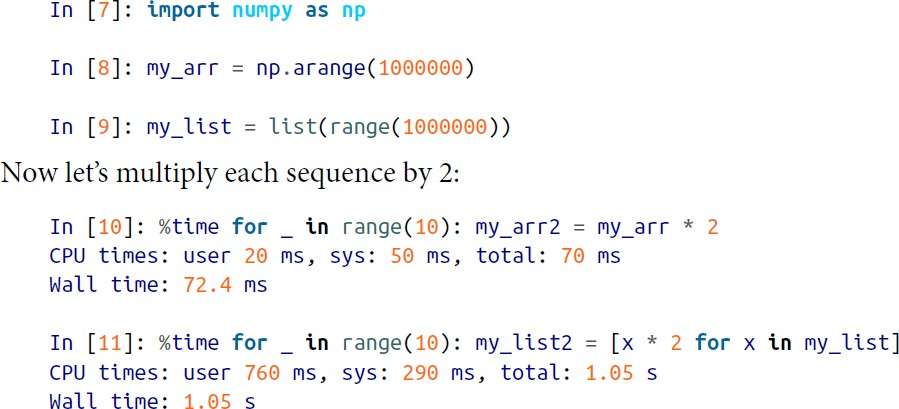 In [7]: import numpy as np
In [8]: my_arr = np.arange(1000000)
In [9]: my_list = list(range(1000000))
Now let’s multiply each sequence by 2:
In [10]: %time for _ in range(10): my_arr2 = my_arr * 2
CPU times: user 20 ms, sys: 50 ms, total: 70 ms
Wall time: 72.4 ms
In [11]: %time for _ in range(10): my_list2 = [x * 2 for x in my_list]
CPU times: user 760 ms, sys: 290 ms, total: 1.05 s
Wall time: 1.05 s